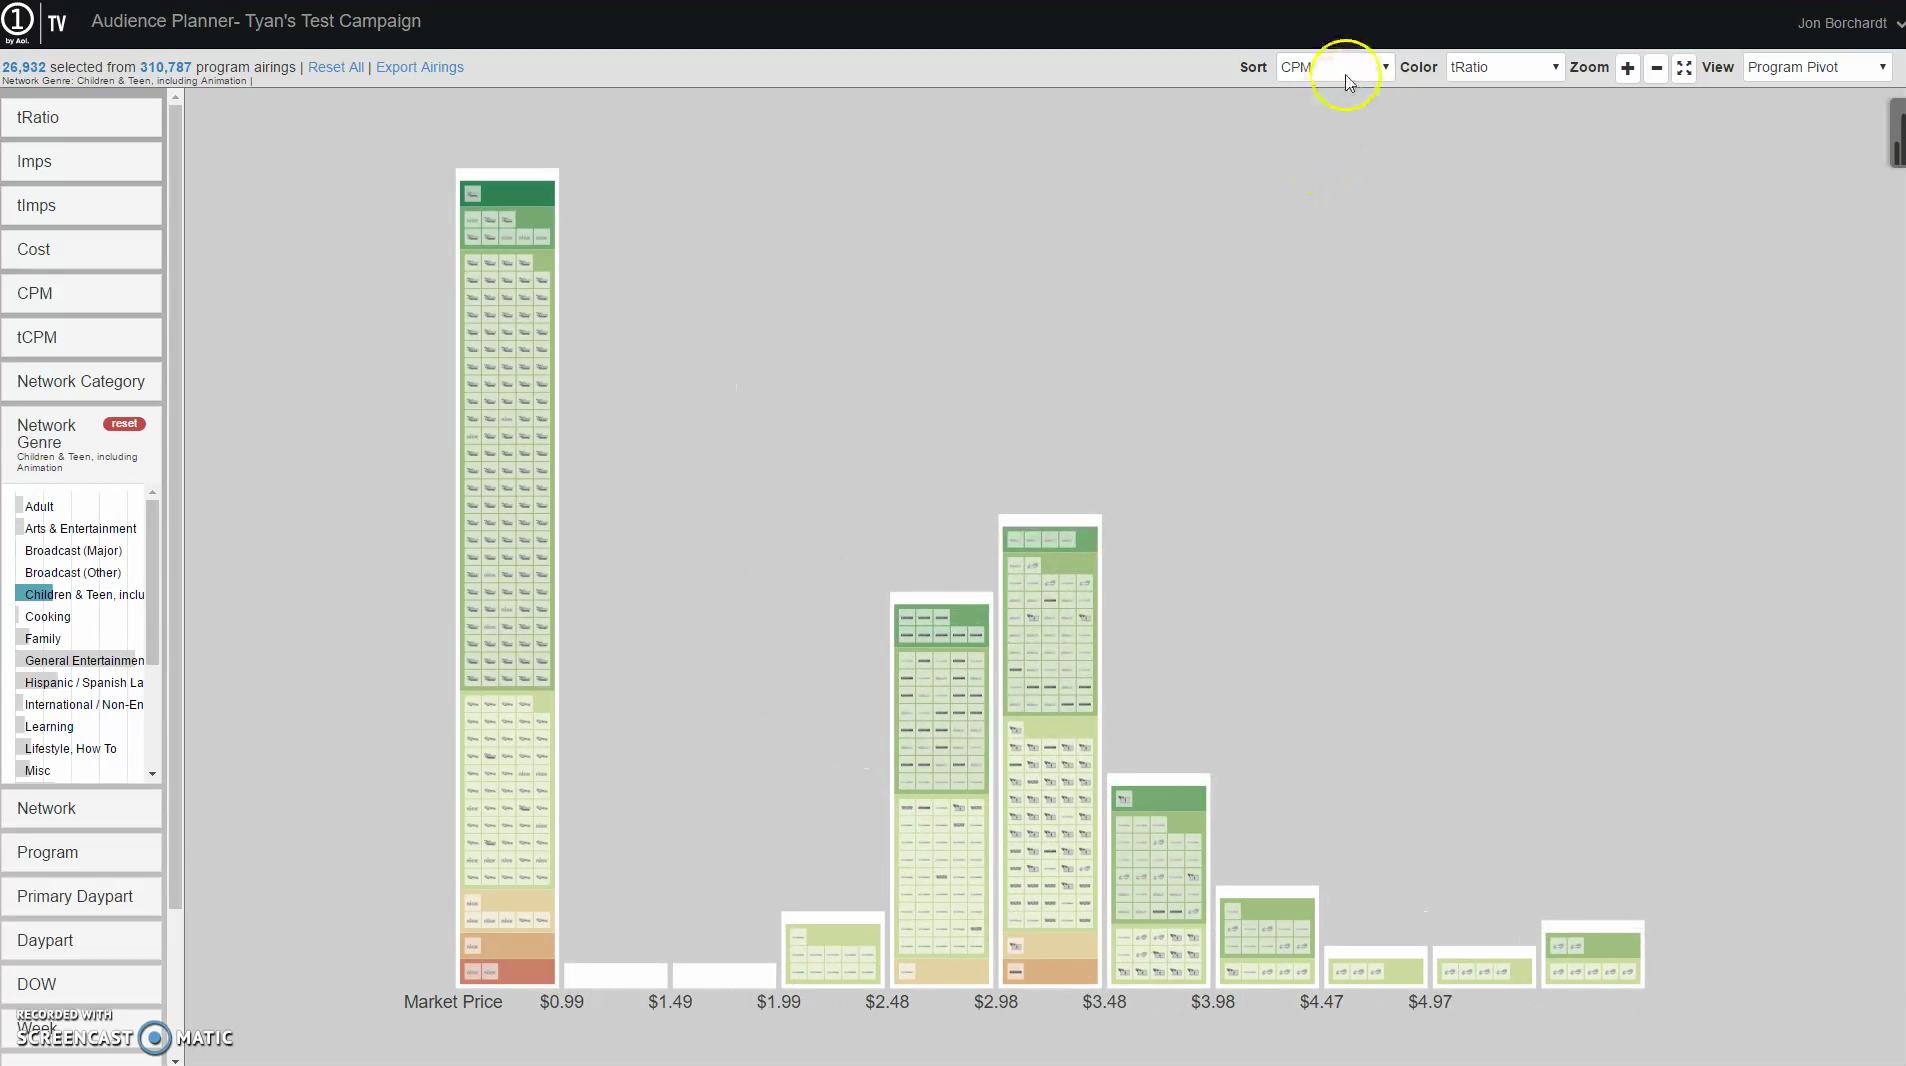 1 by Aol. | TV Audience Planner- Tyan's Test Campaign Jon Borchardt
26,932 selected from 310,787 program airings | Reset All | Export Airings
Network Genre: Children & Teen, including Animation |
Sort CPM Color tRatio Zoom + - View Program Pivot
tRatio
Imps
tImps
Cost
CPM
tCPM
Network Category
Network Genre reset
Children & Teen, including
Animation
Adult
Arts & Entertainment
Broadcast (Major)
Broadcast (Other)
Children & Teen, inclu
Cooking
Family
General Entertainmen
Hispanic / Spanish La
International / Non-En
Learning
Lifestyle, How To
Misc
Network
Program
Primary Daypart
Daypart
DOW
Week
RECORDED WITH
SCREENCAST MATIC
Market Price $0.99 $1.49 $1.99 $2.48 $2.98 $3.48 $3.98 $4.47 $4.97